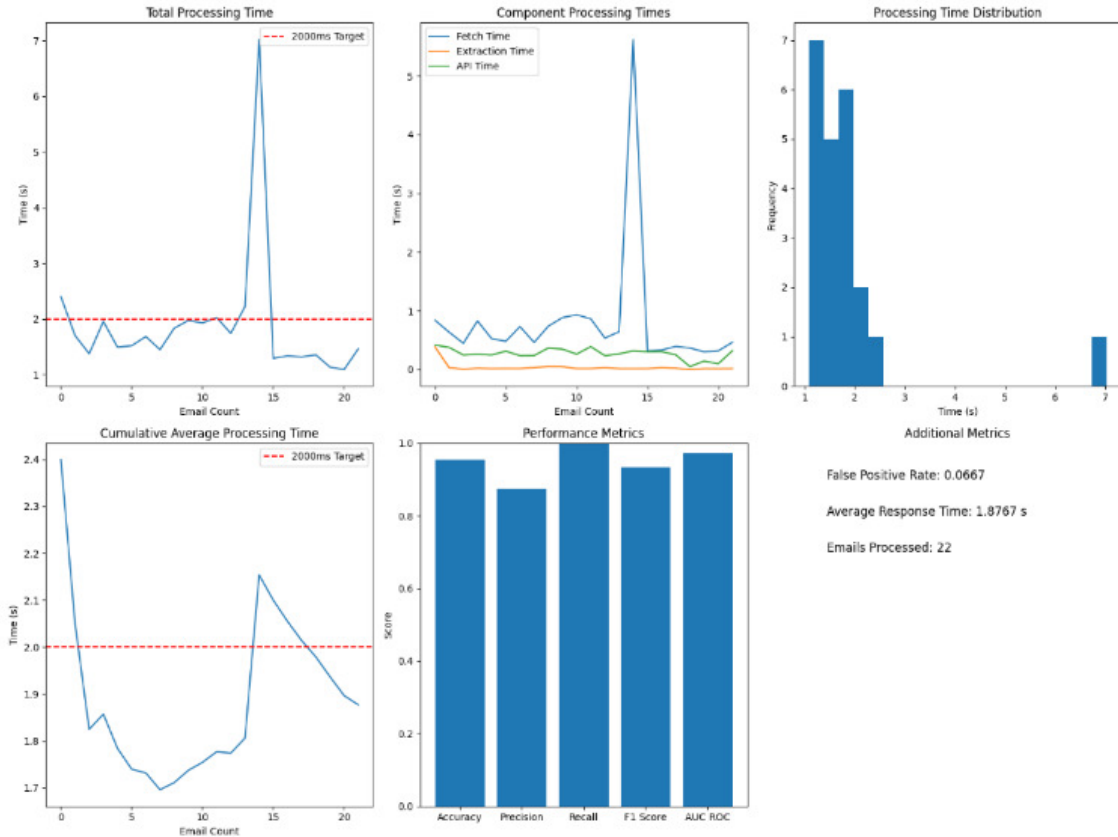 Total Processing Time
2000ms Target
7
6
5
4
3
2
1
Time (s)
0
5
10
15
20
Email Count
Component Processing Times
Fetch Time
Extraction Time
API Time
5
4
3
2
1
0
Time (s)
0
5
10
15
20
Email Count
Processing Time Distribution
7
6
5
4
3
2
1
0
Frequency
1
2
3
4
5
6
7
Time (s)
Cumulative Average Processing Time
2000ms Target
2.4
2.3
2.2
2.1
2.0
1.9
1.8
1.7
Time (s)
0
5
10
15
20
Email Count
Performance Metrics
1.0
0.8
0.6
0.4
0.2
0.0
Score
Accuracy
Precision
Recall
F1 Score
AUC ROC
Additional Metrics
False Positive Rate: 0.0667
Average Response Time: 1.8767 s
Emails Processed: 22